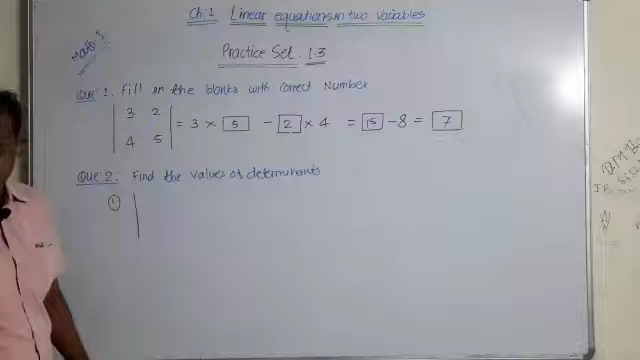 Ch:1 Linear equations in two variables
Math-I
Practice Set. 1.3
Que: 1. Fill in the blanks with correct Number
| 3 2 | = 3 × 5 - 2 × 4 = 15 - 8 = 7
| 4 5 |
Que: 2: Find the values of determinants
① |